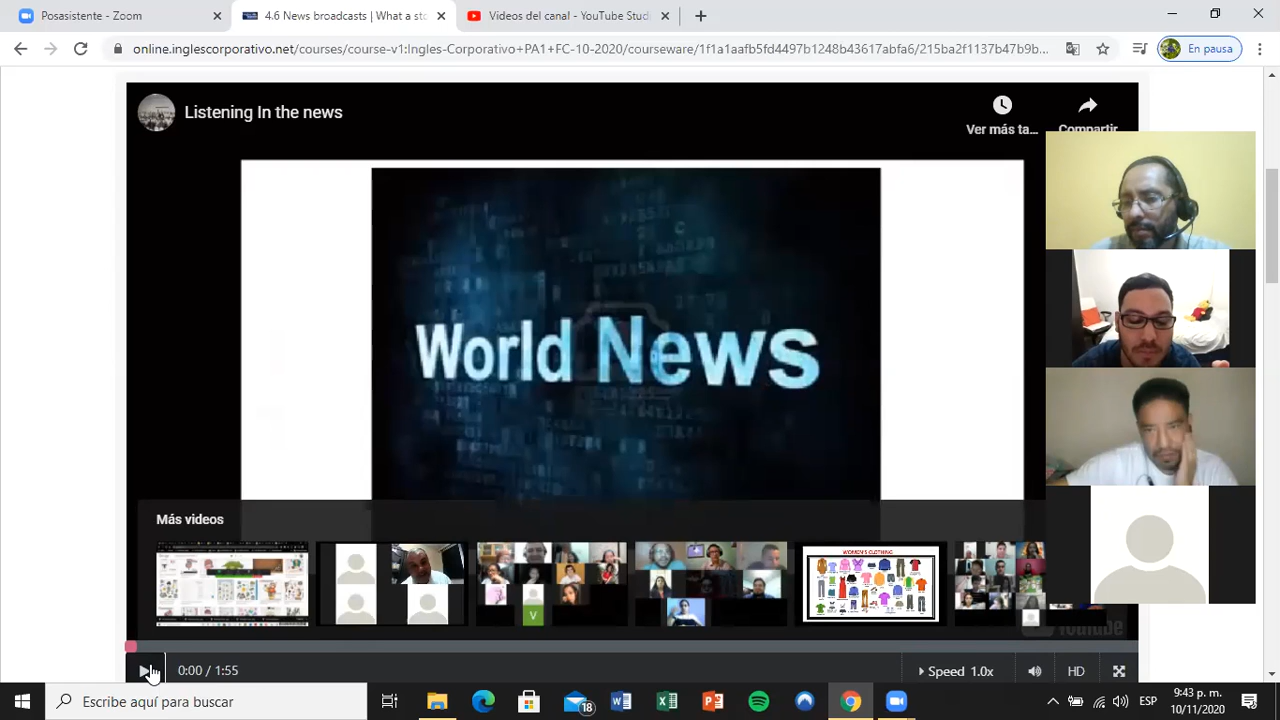 Posasistente - Zoom
4.6 News broadcasts | What a sto
Videos del canal - YouTube Stud
online.inglescorporativo.net/courses/course-v1:Ingles-Corporativo+PA1+FC-10-2020/courseware/1f1a1aafb5fd4497b1248b43617abfa6/215ba2f1137b47b9b...
En pausa
Listening In the news
Ver más ta...
Compartir
World News
Más videos
WOMEN'S CLOTHING
V
YouTube
0:00 / 1:55
Speed 1.0x
HD
Escribe aquí para buscar
18
ESP
9:43 p. m.
10/11/2020